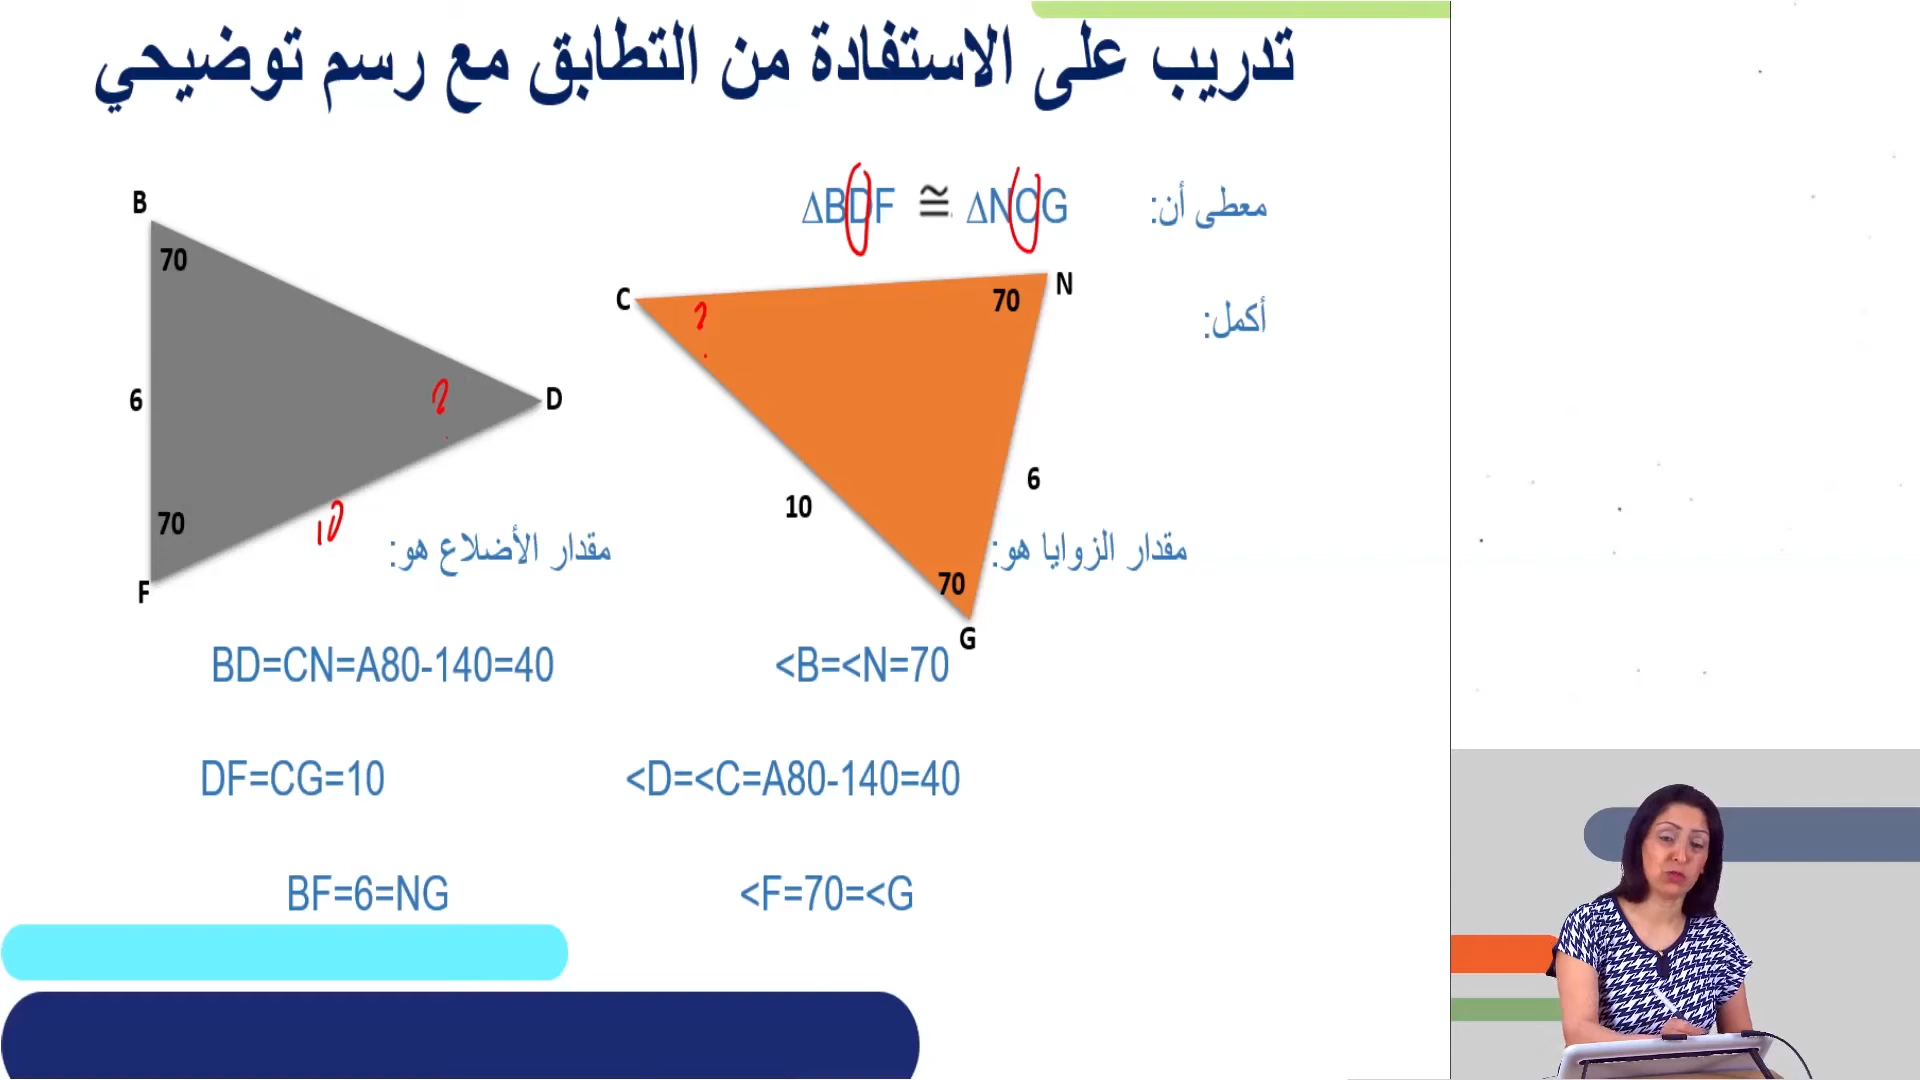 تدريب على الاستفادة من التطابق مع رسم توضيحي
معطى أن: ΔBDF ≅ ΔNCG
أكمل:
B
70
6
D
?
70
F
10
C
?
N
70
10
6
70
G
مقدار الزوايا هو:
مقدار الأضلاع هو:
<B=<N=70
BD=CN=A80-140=40
<D=<C=A80-140=40
DF=CG=10
<F=70=<G
BF=6=NG